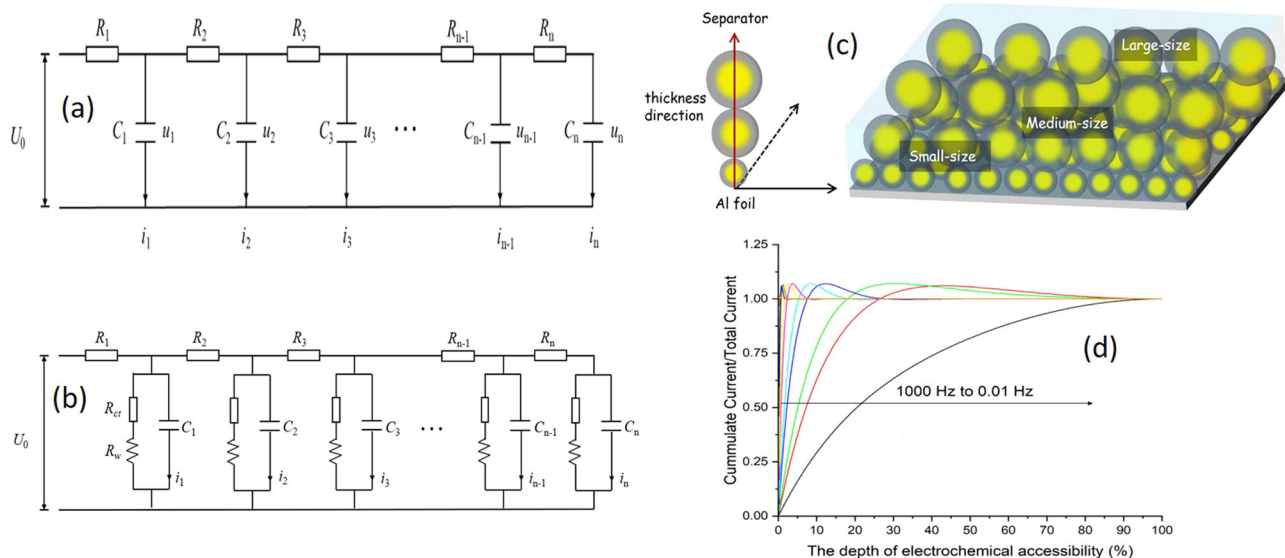 R1 R2 R3 Rn-1 Rn
(a)
U0 C1 u1 C2 u2 C3 u3 ··· Cn-1 un-1 Cn un
i1 i2 i3 in-1 in
R1 R2 R3 Rn-1 Rn
(b)
U0 Rct C1 C2 C3 ··· Cn-1 Cn
Rw i1 i2 i3 in-1 in
Separator
thickness
direction
Al foil
(c)
Large-size
Medium-size
Small-size
Cummulate Current/Total Current
1.25
1.00
0.75
0.50
0.25
0.00
(d)
1000 Hz to 0.01 Hz
0 10 20 30 40 50 60 70 80 90 100
The depth of electrochemical accessibility (%)